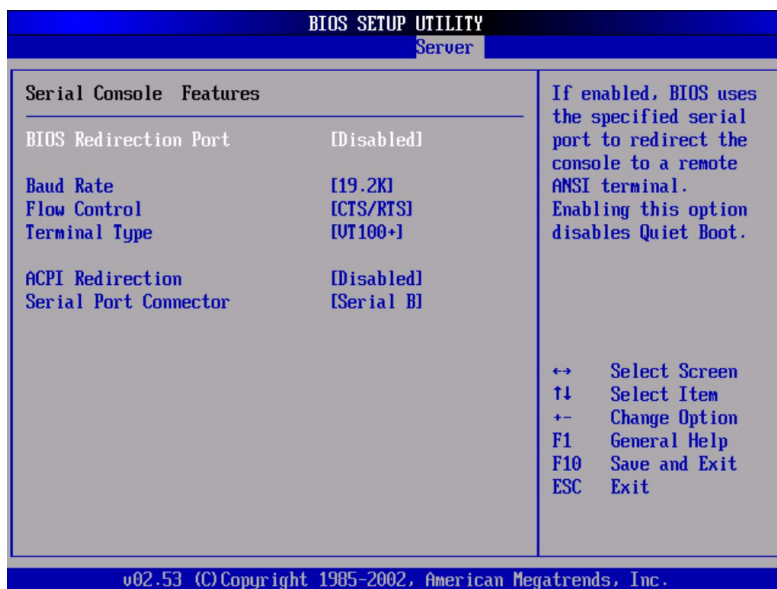 BIOS SETUP UTILITY
Server
Serial Console Features
BIOS Redirection Port [Disabled]
Baud Rate [19.2K]
Flow Control [CTS/RTS]
Terminal Type [VT100+]
ACPI Redirection [Disabled]
Serial Port Connector [Serial B]
If enabled, BIOS uses
the specified serial
port to redirect the
console to a remote
ANSI terminal.
Enabling this option
disables Quiet Boot.
↔ Select Screen
↑↓ Select Item
+- Change Option
F1 General Help
F10 Save and Exit
ESC Exit
v02.53 (C)Copyright 1985-2002, American Megatrends, Inc.